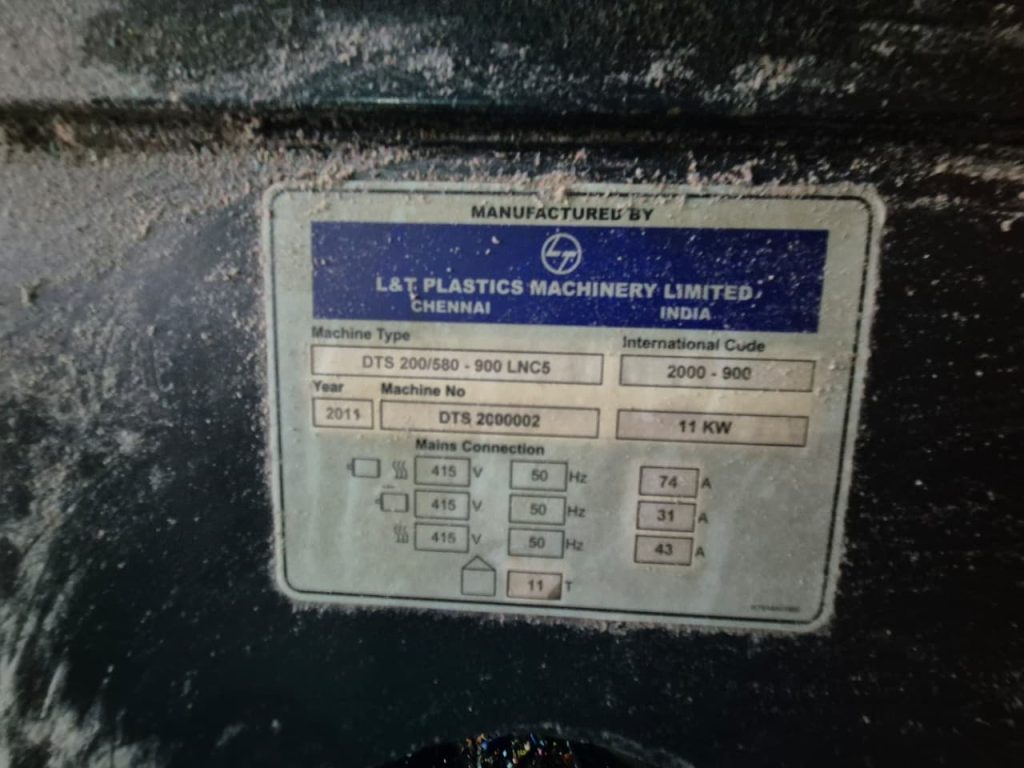 MANUFACTURED BY
LT
L&T PLASTICS MACHINERY LIMITED
CHENNAI INDIA
Machine Type International Code
DTS 200/580 - 900 LNC5 2000 - 900
Year Machine No
2011 DTS 2000002 11 KW
Mains Connection
415 V 50 Hz 74 A
415 V 50 Hz 31 A
415 V 50 Hz 43 A
11 T